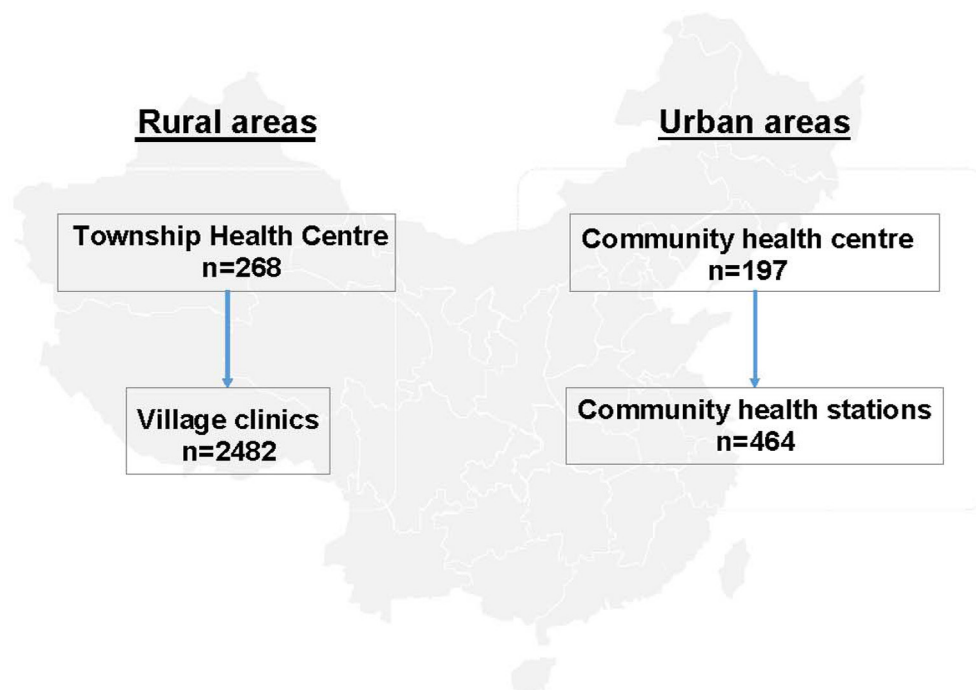 Rural areas
Urban areas
Township Health Centre
n=268
Community health centre
n=197
Village clinics
n=2482
Community health stations
n=464